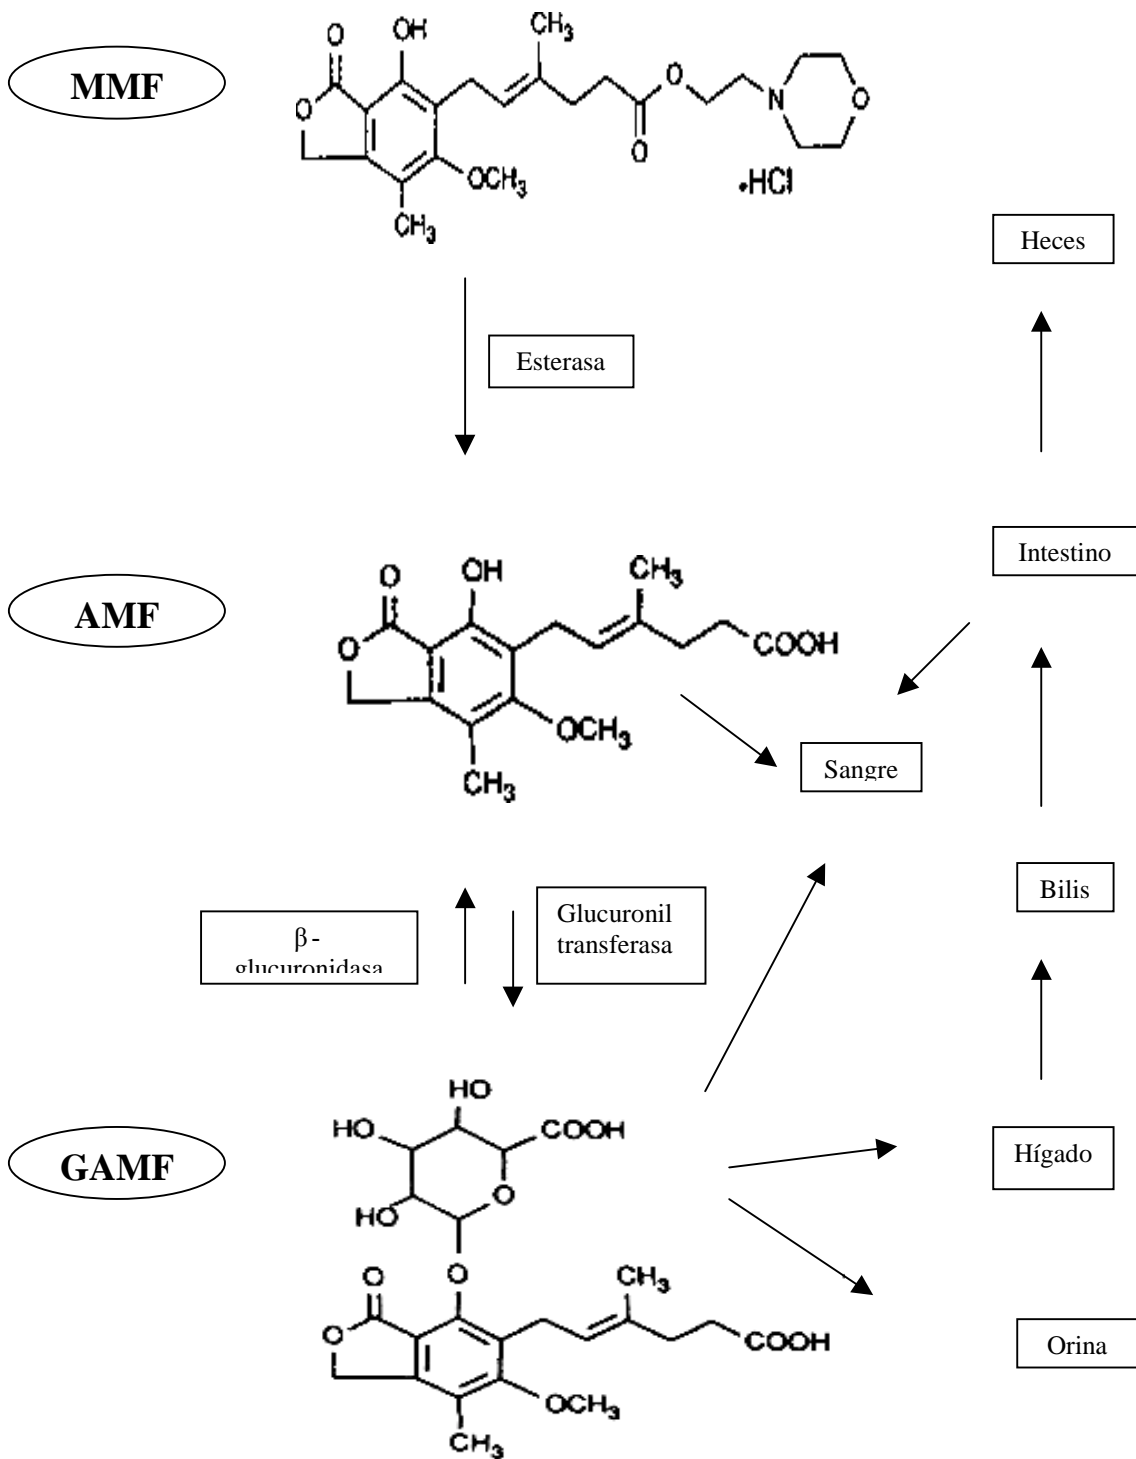 O
OH
CH3
MMF
O
O
N
O
O
OCH3
•HCl
CH3
Heces
Esterasa
Intestino
O
OH
CH3
AMF
O
COOH
OCH3
CH3
Sangre
Bilis
β-
glucuronidasa
Glucuronil
transferasa
HO
HO
COOH
GAMF
Hígado
O
HO
O
O
CH3
O
COOH
Orina
OCH3
CH3